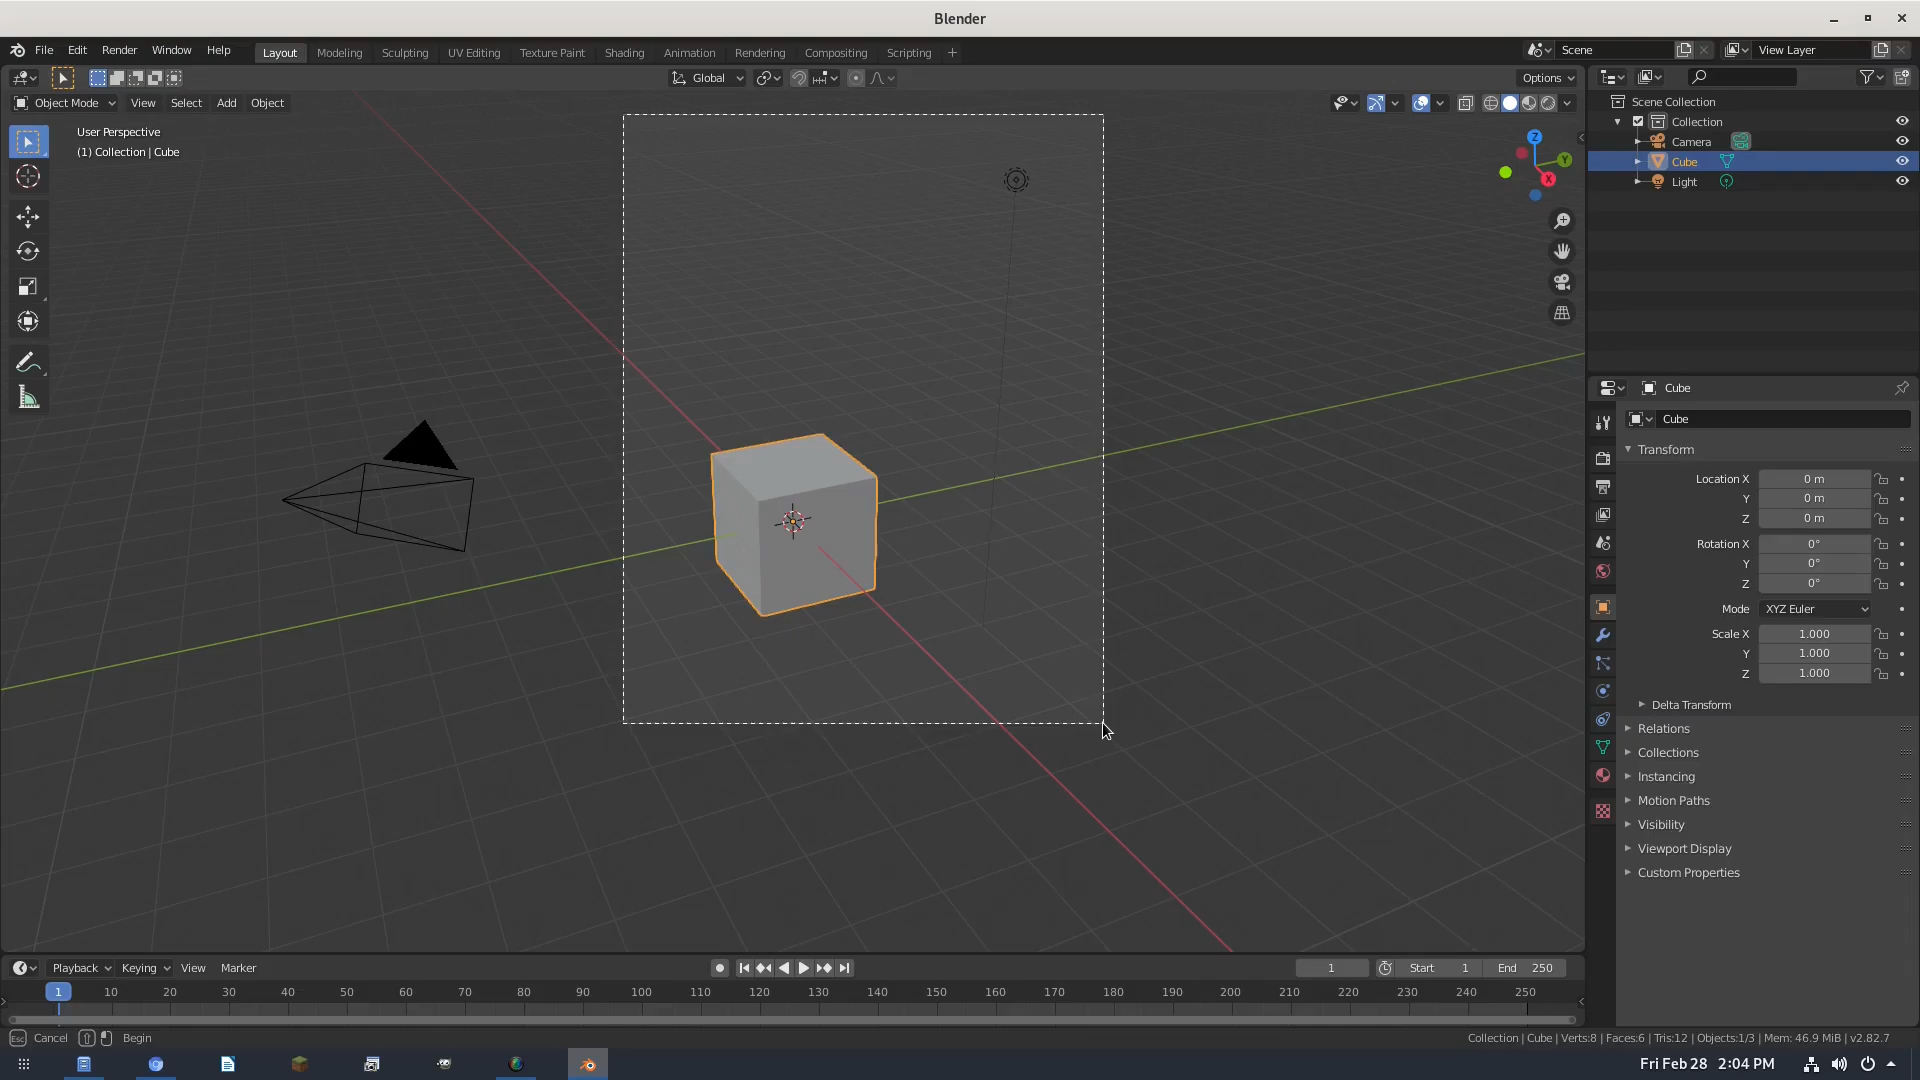 Blender
File Edit Render Window Help Layout Modeling Sculpting UV Editing Texture Paint Shading Animation Rendering Compositing Scripting + Scene View Layer
Global Options
Object Mode View Select Add Object
User Perspective
(1) Collection | Cube
Z
Y
X
Scene Collection
Collection
Camera
Cube
Light
Cube
Cube
Transform
Location X 0 m
Y 0 m
Z 0 m
Rotation X 0°
Y 0°
Z 0°
Mode XYZ Euler
Scale X 1.000
Y 1.000
Z 1.000
Delta Transform
Relations
Collections
Instancing
Motion Paths
Visibility
Viewport Display
Custom Properties
Playback Keying View Marker 1 Start 1 End 250
1 10 20 30 40 50 60 70 80 90 100 110 120 130 140 150 160 170 180 190 200 210 220 230 240 250
Esc Cancel Begin Collection | Cube | Verts:8 | Faces:6 | Tris:12 | Objects:1/3 | Mem: 46.9 MiB | v2.82.7
Fri Feb 28 2:04 PM